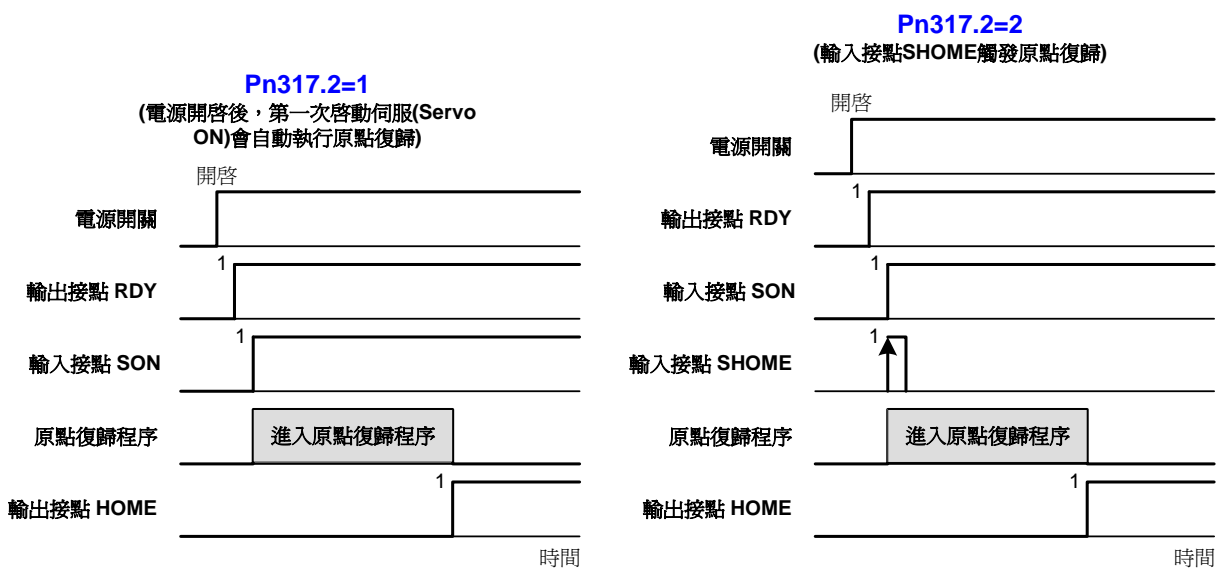 Pn317.2=1
(電源開啓後，第一次啓動伺服(Servo
ON)會自動執行原點復歸)
開啓
電源開關
1
輸出接點 RDY
1
輸入接點 SON
原點復歸程序
進入原點復歸程序
1
輸出接點 HOME
時間
Pn317.2=2
(輸入接點SHOME觸發原點復歸)
開啓
電源開關
1
輸出接點 RDY
1
輸入接點 SON
1
輸入接點 SHOME
原點復歸程序
進入原點復歸程序
1
輸出接點 HOME
時間